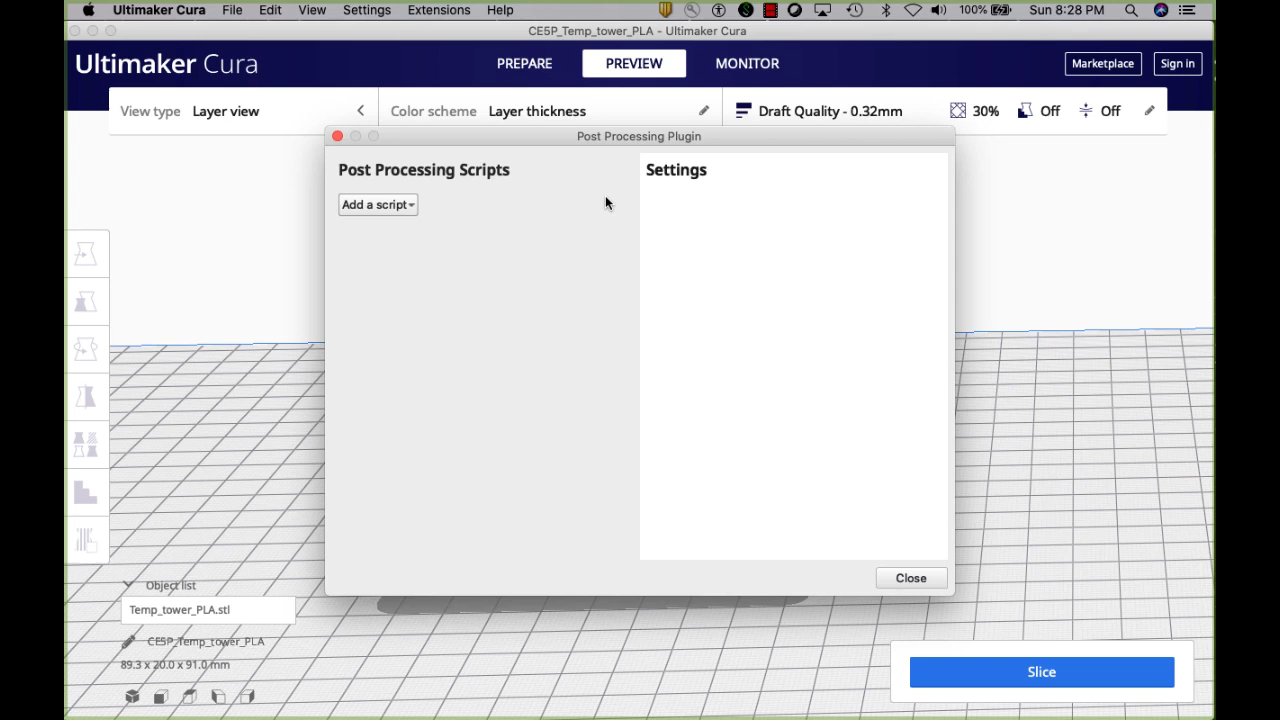 Ultimaker Cura File Edit View Settings Extensions Help 100% Sun 8:28 PM
CE5P_Temp_tower_PLA - Ultimaker Cura
Ultimaker Cura PREPARE PREVIEW MONITOR Marketplace Sign in
View type Layer view Color scheme Layer thickness Draft Quality - 0.32mm 30% Off Off
Post Processing Plugin
Post Processing Scripts Settings
Add a script
Close
Object list
Temp_tower_PLA.stl
CE5P_Temp_tower_PLA
89.3 x 20.0 x 91.0 mm
Slice